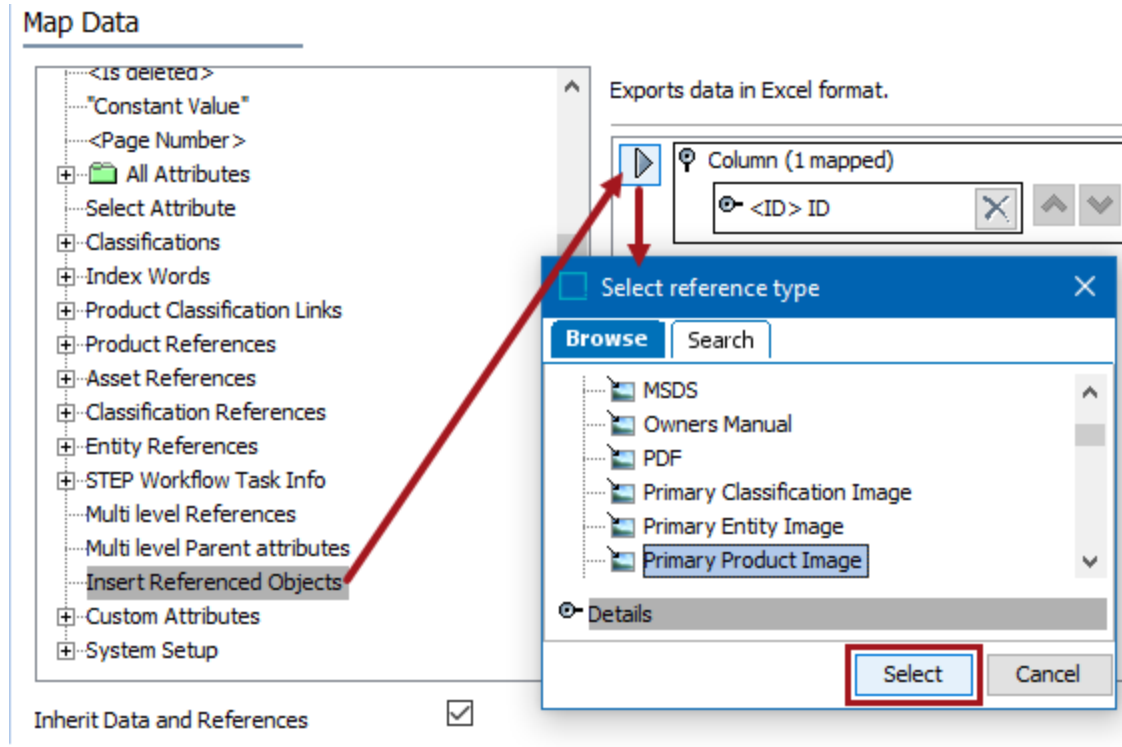 Map Data
<Is deleted>
"Constant Value"
<Page Number>
All Attributes
Select Attribute
Classifications
Index Words
Product Classification Links
Product References
Asset References
Classification References
Entity References
STEP Workflow Task Info
Multi level References
Multi level Parent attributes
Insert Referenced Objects
Custom Attributes
System Setup
Inherit Data and References
Exports data in Excel format.
Column (1 mapped)
<ID> ID
Select reference type
Browse
Search
MSDS
Owners Manual
PDF
Primary Classification Image
Primary Entity Image
Primary Product Image
Details
Select
Cancel